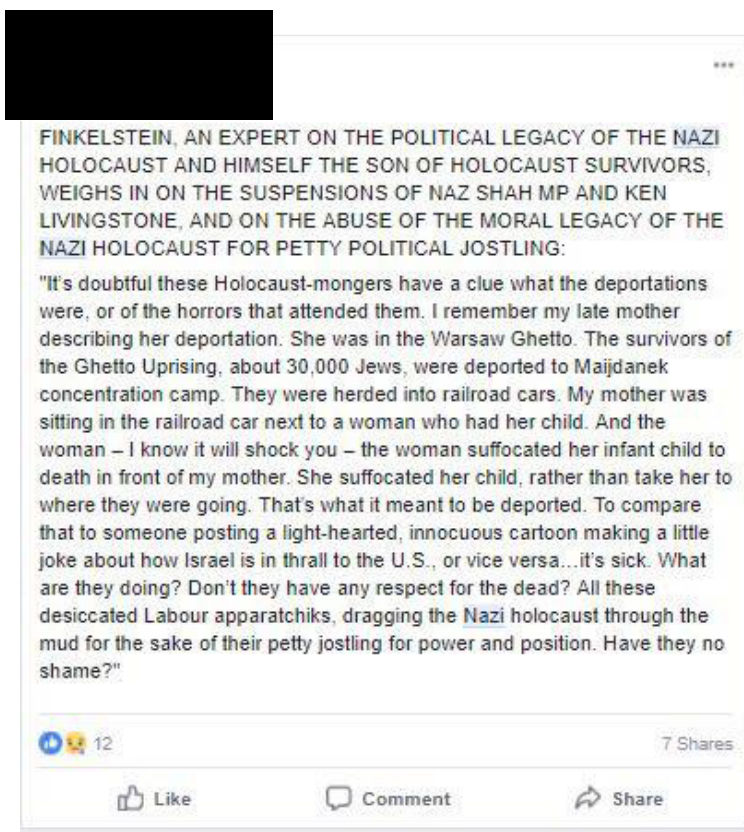 FINKELSTEIN, AN EXPERT ON THE POLITICAL LEGACY OF THE NAZI
HOLOCAUST AND HIMSELF THE SON OF HOLOCAUST SURVIVORS,
WEIGHS IN ON THE SUSPENSIONS OF NAZ SHAH MP AND KEN
LIVINGSTONE, AND ON THE ABUSE OF THE MORAL LEGACY OF THE
NAZI HOLOCAUST FOR PETTY POLITICAL JOSTLING:
"It's doubtful these Holocaust-mongers have a clue what the deportations
were, or of the horrors that attended them. I remember my late mother
describing her deportation. She was in the Warsaw Ghetto. The survivors of
the Ghetto Uprising, about 30,000 Jews, were deported to Maijdanek
concentration camp. They were herded into railroad cars. My mother was
sitting in the railroad car next to a woman who had her child. And the
woman – I know it will shock you – the woman suffocated her infant child to
death in front of my mother. She suffocated her child, rather than take her to
where they were going. That's what it meant to be deported. To compare
that to someone posting a light-hearted, innocuous cartoon making a little
joke about how Israel is in thrall to the U.S., or vice versa...it's sick. What
are they doing? Don't they have any respect for the dead? All these
desiccated Labour apparatchiks, dragging the Nazi holocaust through the
mud for the sake of their petty jostling for power and position. Have they no
shame?"
12 7 Shares
Like Comment Share